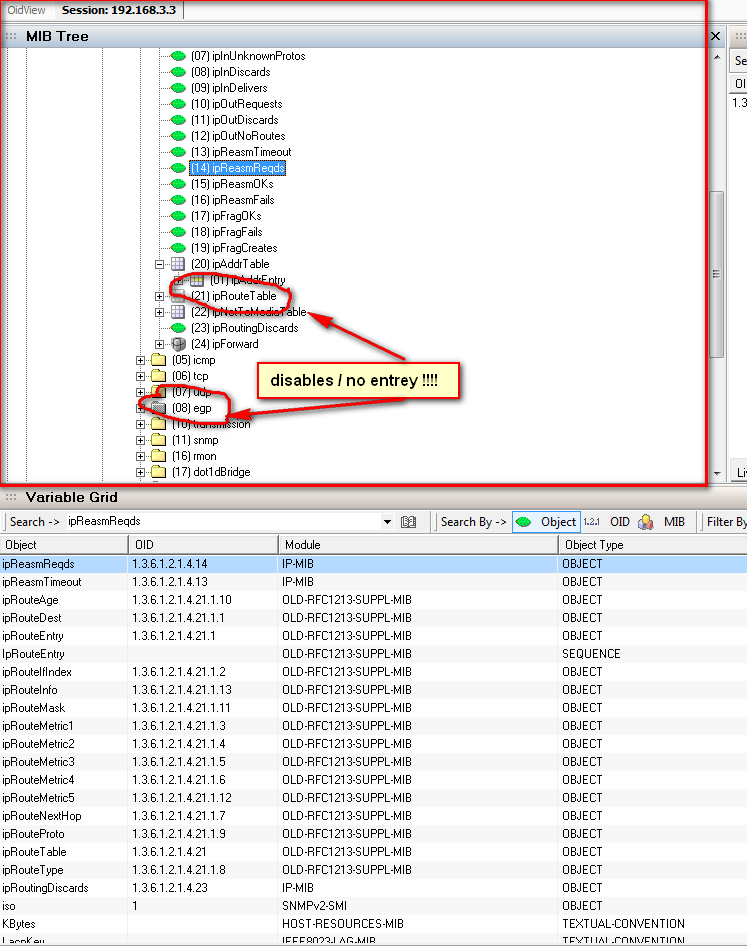 OidView Session: 192.168.3.3
MIB Tree
(07) ipInUnknownProtos
(08) ipInDiscards
(09) ipInDelivers
(10) ipOutRequests
(11) ipOutDiscards
(12) ipOutNoRoutes
(13) ipReasmTimeout
(14) ipReasmReqds
(15) ipReasmOKs
(16) ipReasmFails
(17) ipFragOKs
(18) ipFragFails
(19) ipFragCreates
(20) ipAddrTable
(01) ipAddrEntry
(21) ipRouteTable
(22) ipNetToMediaTable
(23) ipRoutingDiscards
(24) ipForward
(05) icmp
(06) tcp
disables / no entrey !!!!
(07) udp
(08) egp
(10) transmission
(11) snmp
(16) rmon
(17) dot1dBridge
Se
OI
1.3
Li
Variable Grid
Search -> ipReasmReqds Search By -> Object 1.2.1 OID MIB Filter By
Object OID Module Object Type
ipReasmReqds 1.3.6.1.2.1.4.14 IP-MIB OBJECT
ipReasmTimeout 1.3.6.1.2.1.4.13 IP-MIB OBJECT
ipRouteAge 1.3.6.1.2.1.4.21.1.10 OLD-RFC1213-SUPPL-MIB OBJECT
ipRouteDest 1.3.6.1.2.1.4.21.1.1 OLD-RFC1213-SUPPL-MIB OBJECT
ipRouteEntry 1.3.6.1.2.1.4.21.1 OLD-RFC1213-SUPPL-MIB OBJECT
IpRouteEntry OLD-RFC1213-SUPPL-MIB SEQUENCE
ipRouteIfIndex 1.3.6.1.2.1.4.21.1.2 OLD-RFC1213-SUPPL-MIB OBJECT
ipRouteInfo 1.3.6.1.2.1.4.21.1.13 OLD-RFC1213-SUPPL-MIB OBJECT
ipRouteMask 1.3.6.1.2.1.4.21.1.11 OLD-RFC1213-SUPPL-MIB OBJECT
ipRouteMetric1 1.3.6.1.2.1.4.21.1.3 OLD-RFC1213-SUPPL-MIB OBJECT
ipRouteMetric2 1.3.6.1.2.1.4.21.1.4 OLD-RFC1213-SUPPL-MIB OBJECT
ipRouteMetric3 1.3.6.1.2.1.4.21.1.5 OLD-RFC1213-SUPPL-MIB OBJECT
ipRouteMetric4 1.3.6.1.2.1.4.21.1.6 OLD-RFC1213-SUPPL-MIB OBJECT
ipRouteMetric5 1.3.6.1.2.1.4.21.1.12 OLD-RFC1213-SUPPL-MIB OBJECT
ipRouteNextHop 1.3.6.1.2.1.4.21.1.7 OLD-RFC1213-SUPPL-MIB OBJECT
ipRouteProto 1.3.6.1.2.1.4.21.1.9 OLD-RFC1213-SUPPL-MIB OBJECT
ipRouteTable 1.3.6.1.2.1.4.21 OLD-RFC1213-SUPPL-MIB OBJECT
ipRouteType 1.3.6.1.2.1.4.21.1.8 OLD-RFC1213-SUPPL-MIB OBJECT
ipRoutingDiscards 1.3.6.1.2.1.4.23 IP-MIB OBJECT
iso 1 SNMPv2-SMI OBJECT
KBytes HOST-RESOURCES-MIB TEXTUAL-CONVENTION
LacpKey IEEE8023-LAG-MIB TEXTUAL-CONVENTION